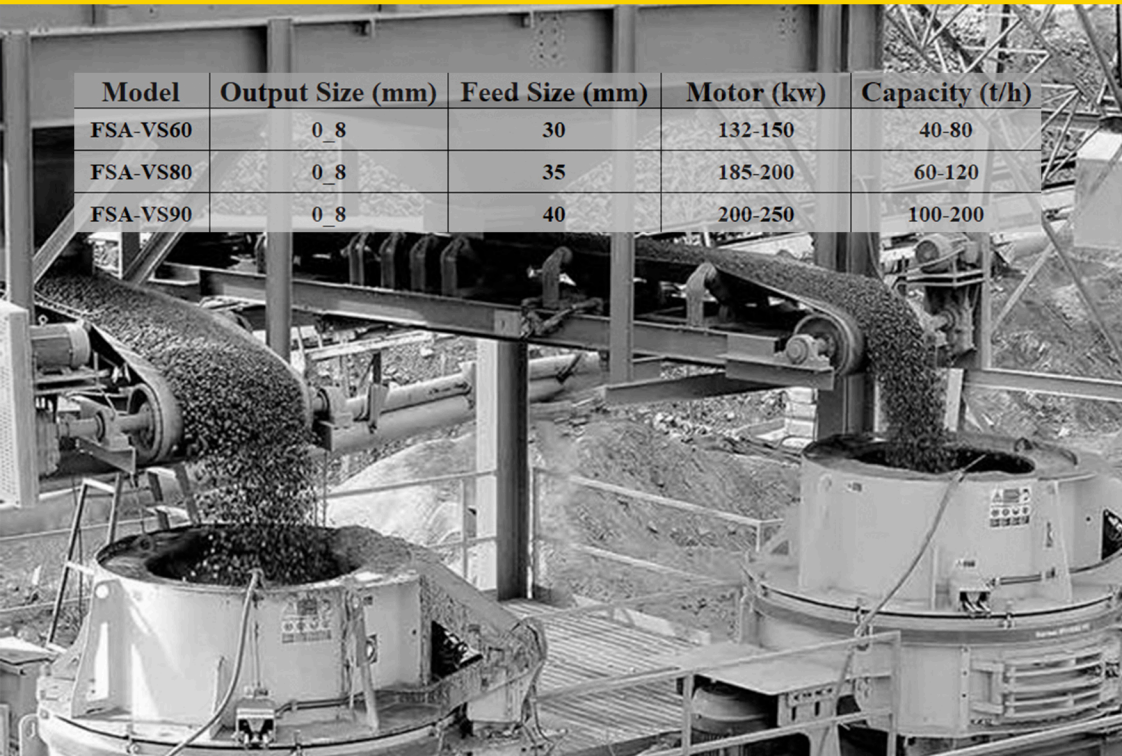 Model Output Size (mm) Feed Size (mm) Motor (kw) Capacity (t/h)
FSA-VS60 0_8 30 132-150 40-80
FSA-VS80 0_8 35 185-200 60-120
FSA-VS90 0_8 40 200-250 100-200